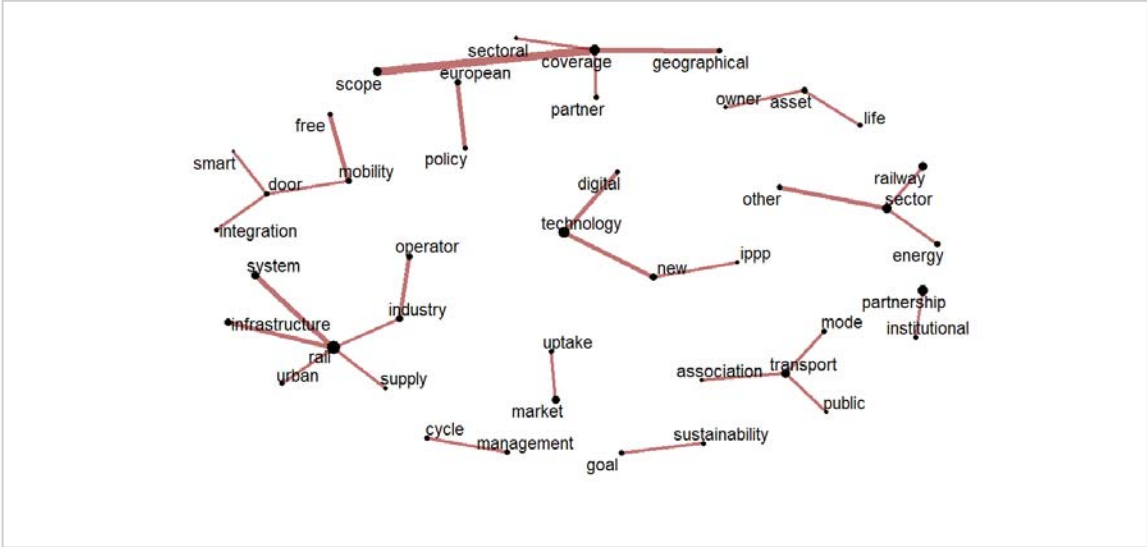 sectoral
coverage
geographical
scope
european
partner
owner
asset
life
free
policy
smart
door
mobility
digital
railway
other
sector
integration
technology
operator
new
ippp
energy
system
partnership
infrastructure
industry
mode
institutional
rail
uptake
urban
supply
association
transport
market
public
cycle
management
sustainability
goal